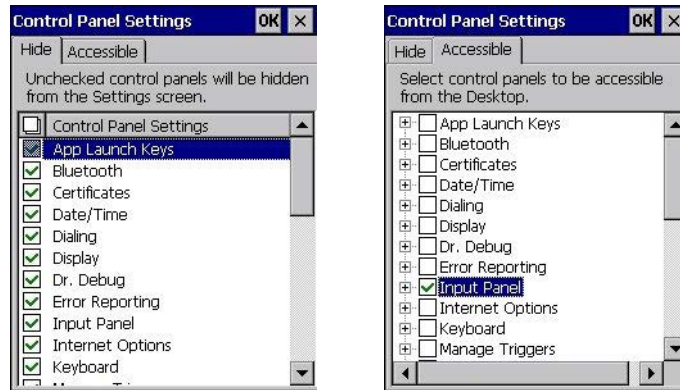 Control Panel Settings OK
Hide Accessible
Unchecked control panels will be hidden
from the Settings screen.
Control Panel Settings
App Launch Keys
Bluetooth
Certificates
Date/Time
Dialing
Display
Dr. Debug
Error Reporting
Input Panel
Internet Options
Keyboard
Control Panel Settings OK
Hide Accessible
Select control panels to be accessible
from the Desktop.
App Launch Keys
Bluetooth
Certificates
Date/Time
Dialing
Display
Dr. Debug
Error Reporting
Input Panel
Internet Options
Keyboard
Manage Triggers